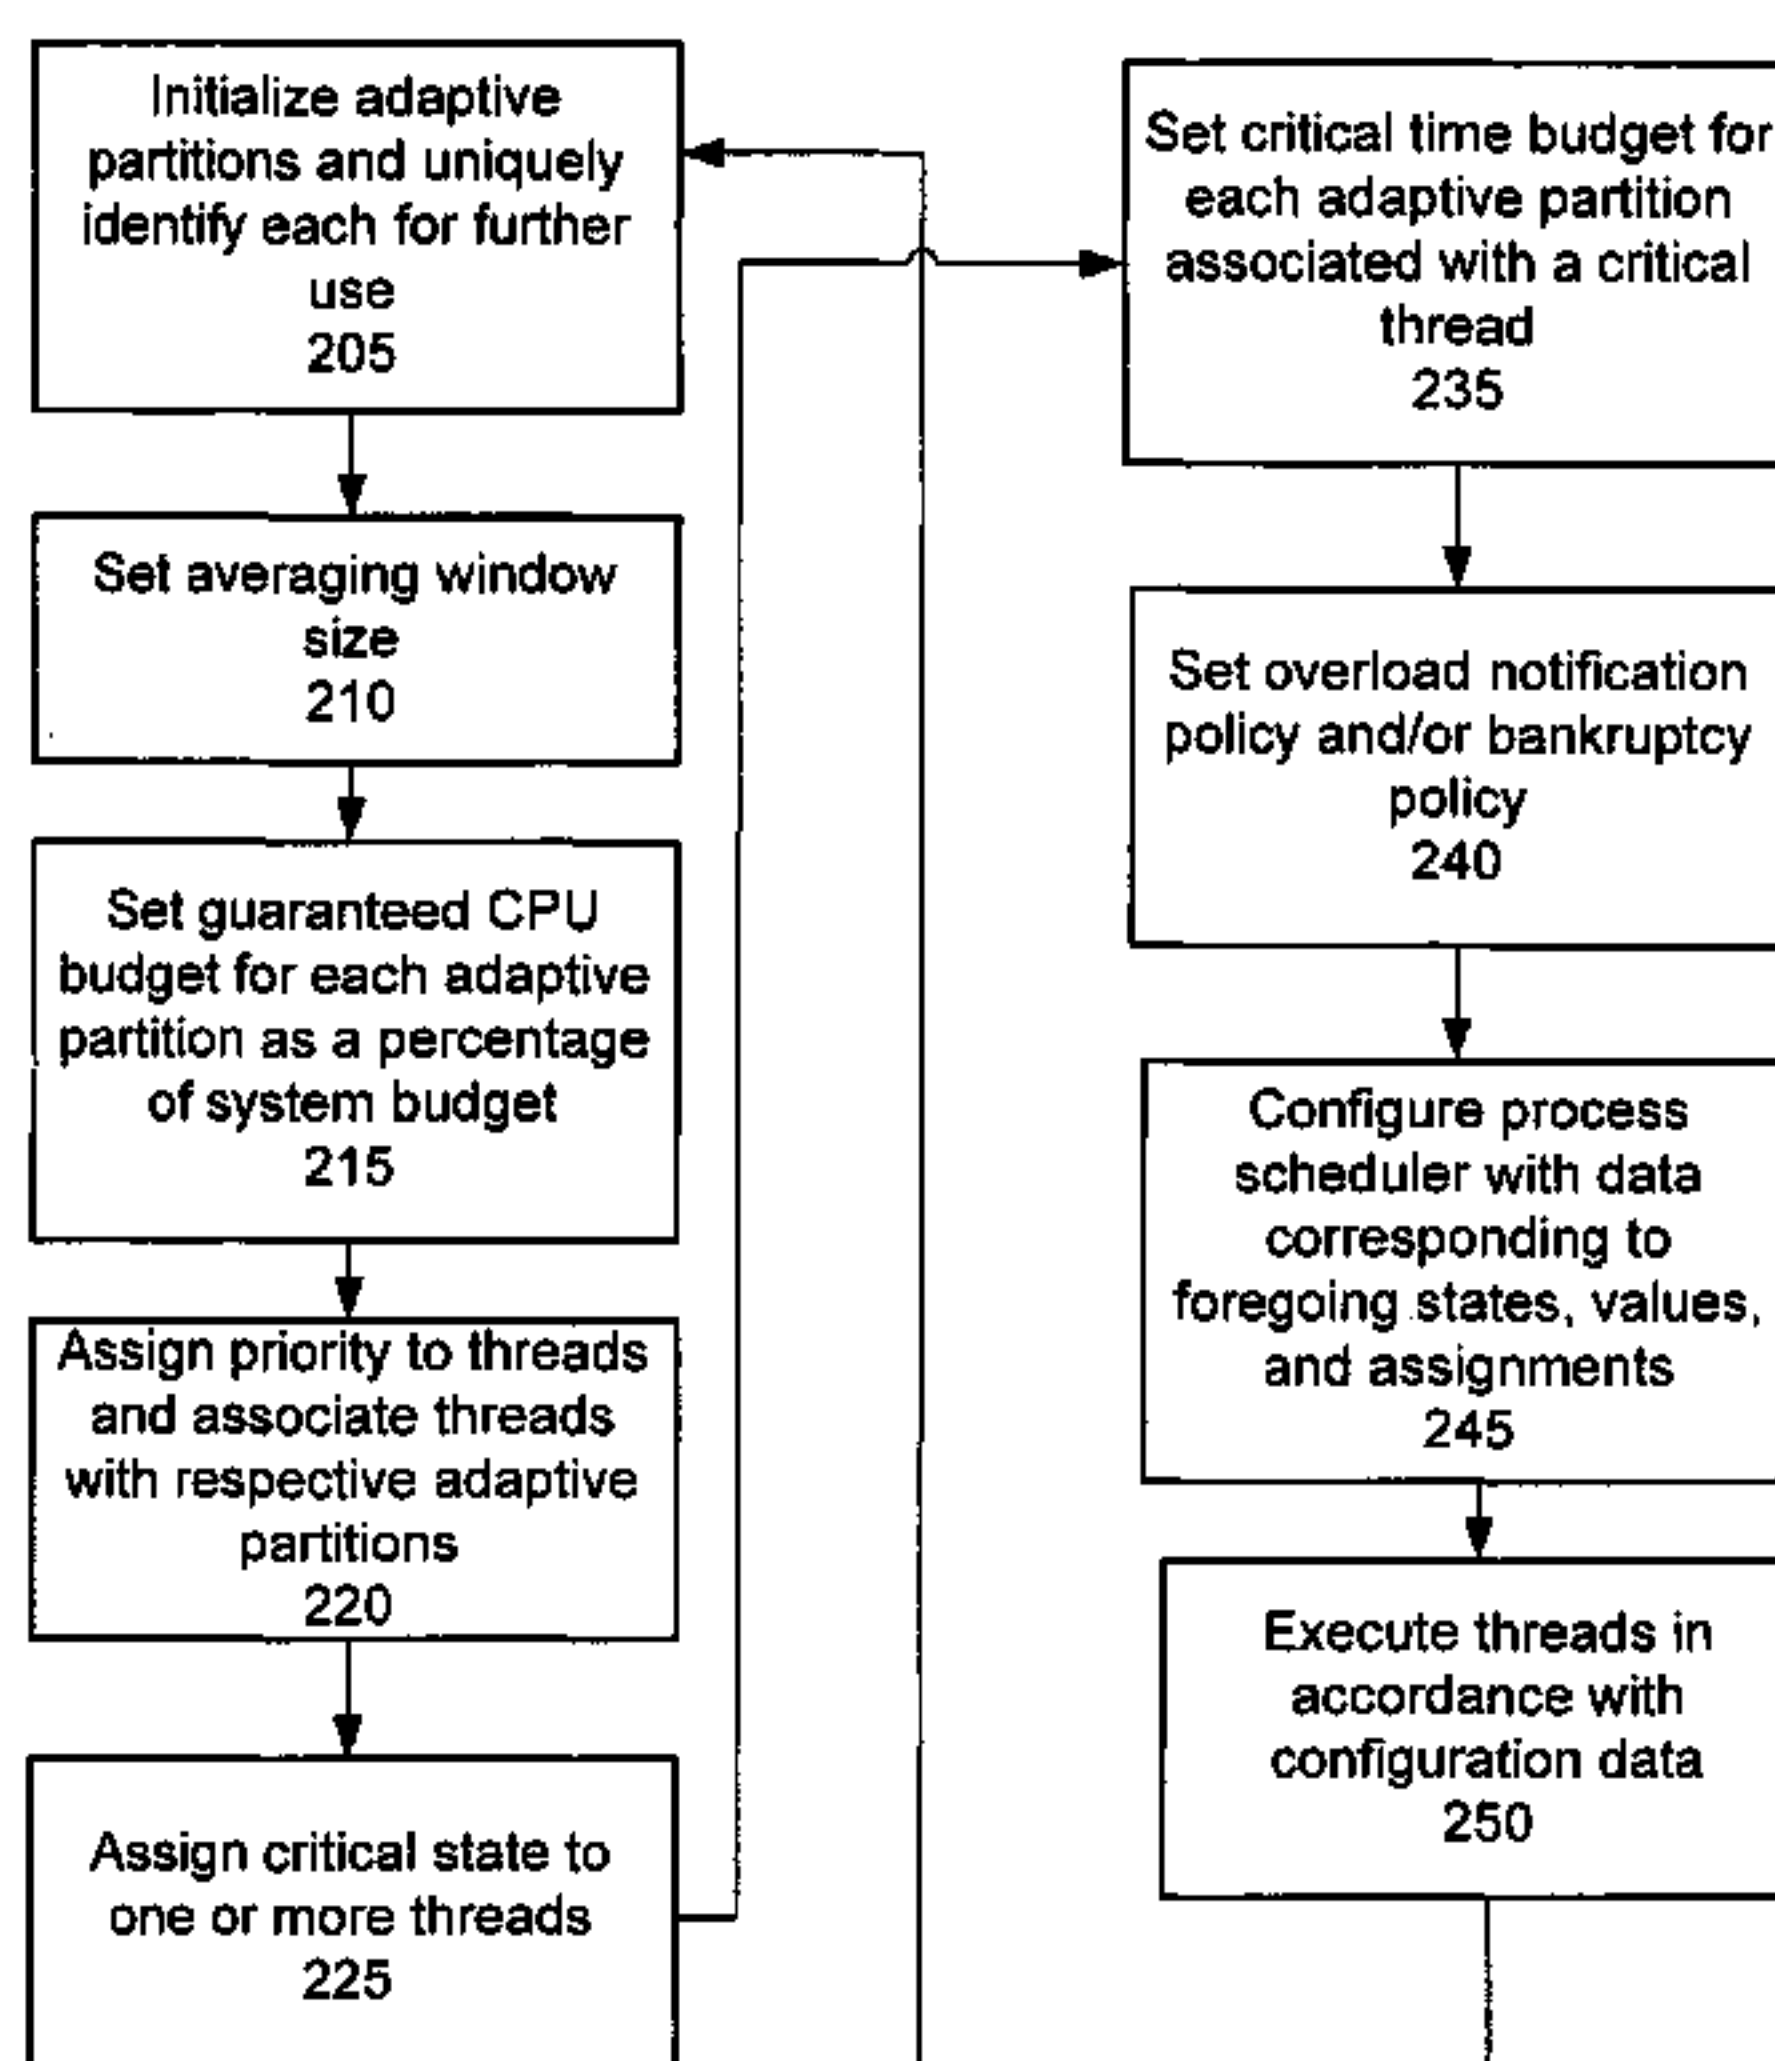 Initialize adaptive
partitions and uniquely
identify each for further
use
205
Set averaging window
size
210
Set guaranteed CPU
budget for each adaptive
partition as a percentage
of system budget
215
Assign priority to threads
and associate threads
with respective adaptive
partitions
220
Assign critical state to
one or more threads
225
Set critical time budget for
each adaptive partition
associated with a critical
thread
235
Set overload notification
policy and/or bankruptcy
policy
240
Configure process
scheduler with data
corresponding to
foregoing states, values,
and assignments
245
Execute threads in
accordance with
configuration data
250